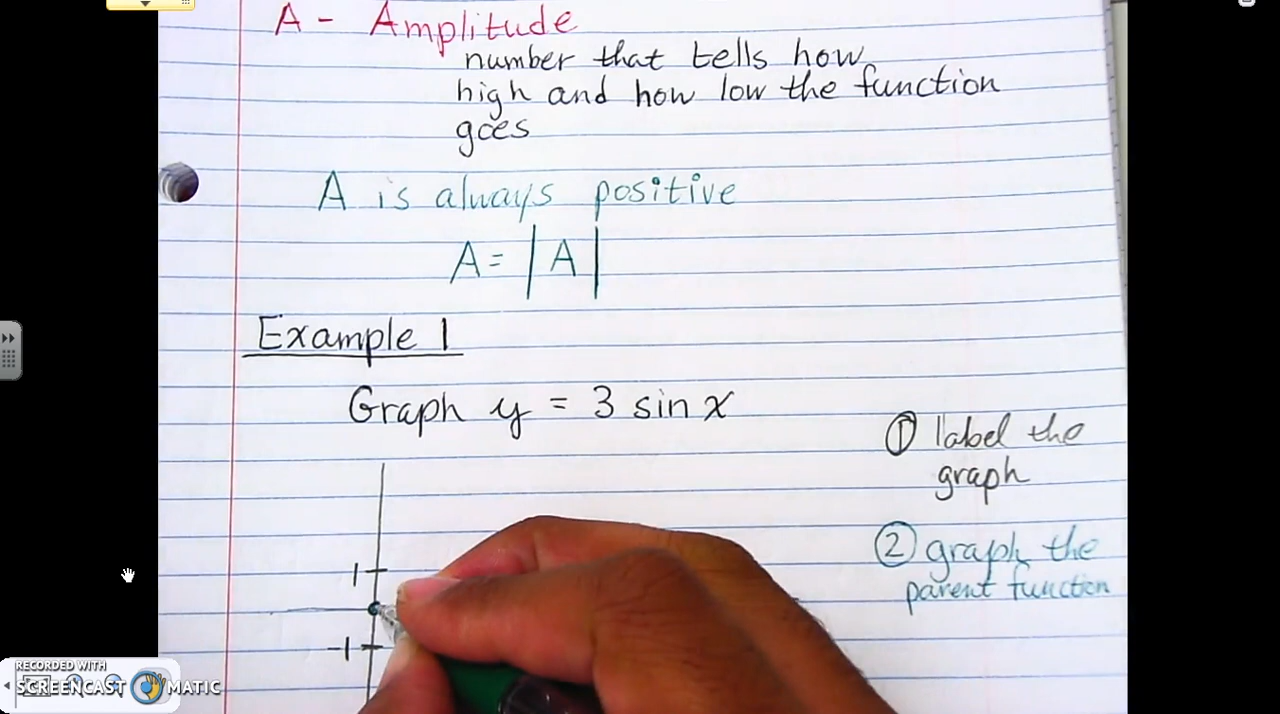 A - Amplitude
number that tells how
high and how low the function
goes
A is always positive
A = |A|
Example 1
Graph y = 3 sin x
① label the
graph
② graph the
parent function
1
-1
RECORDED WITH
SCREENCAST MATIC